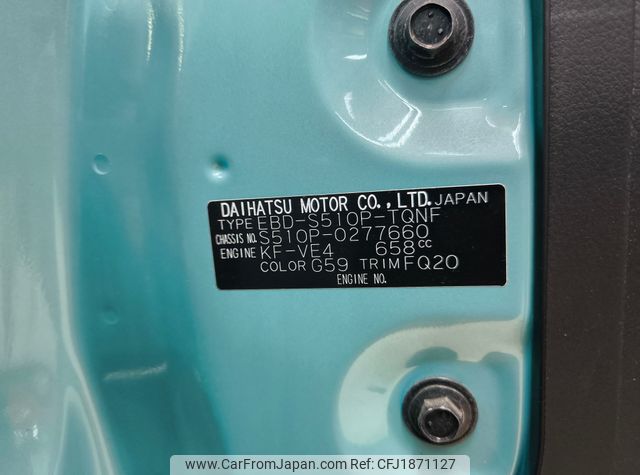 DAIHATSU MOTOR CO., LTD. JAPAN
TYPE EBD-S510P-TQNF
CHASSIS NO. S510P-0277660
ENGINE KF-VE4 658cc
COLOR G59 TRIM FQ20
ENGINE NO.
© www.CarFromJapan.com ID: CFJ1871127